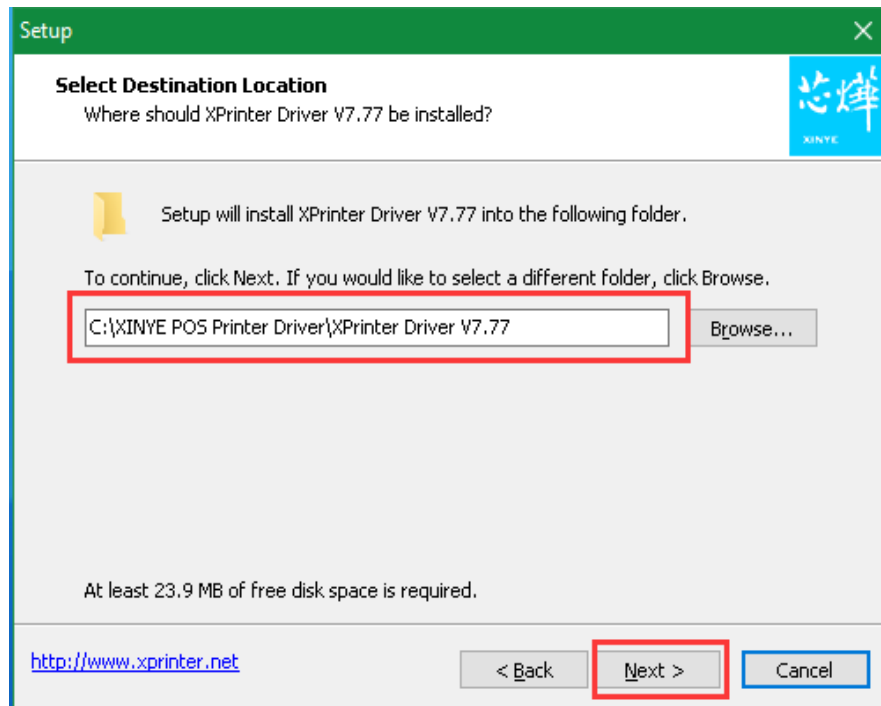 Setup
Select Destination Location
Where should XPrinter Driver V7.77 be installed?
芯燁
XINYE
Setup will install XPrinter Driver V7.77 into the following folder.
To continue, click Next. If you would like to select a different folder, click Browse.
C:\XINYE POS Printer Driver\XPrinter Driver V7.77
Browse...
At least 23.9 MB of free disk space is required.
http://www.xprinter.net
< Back
Next >
Cancel